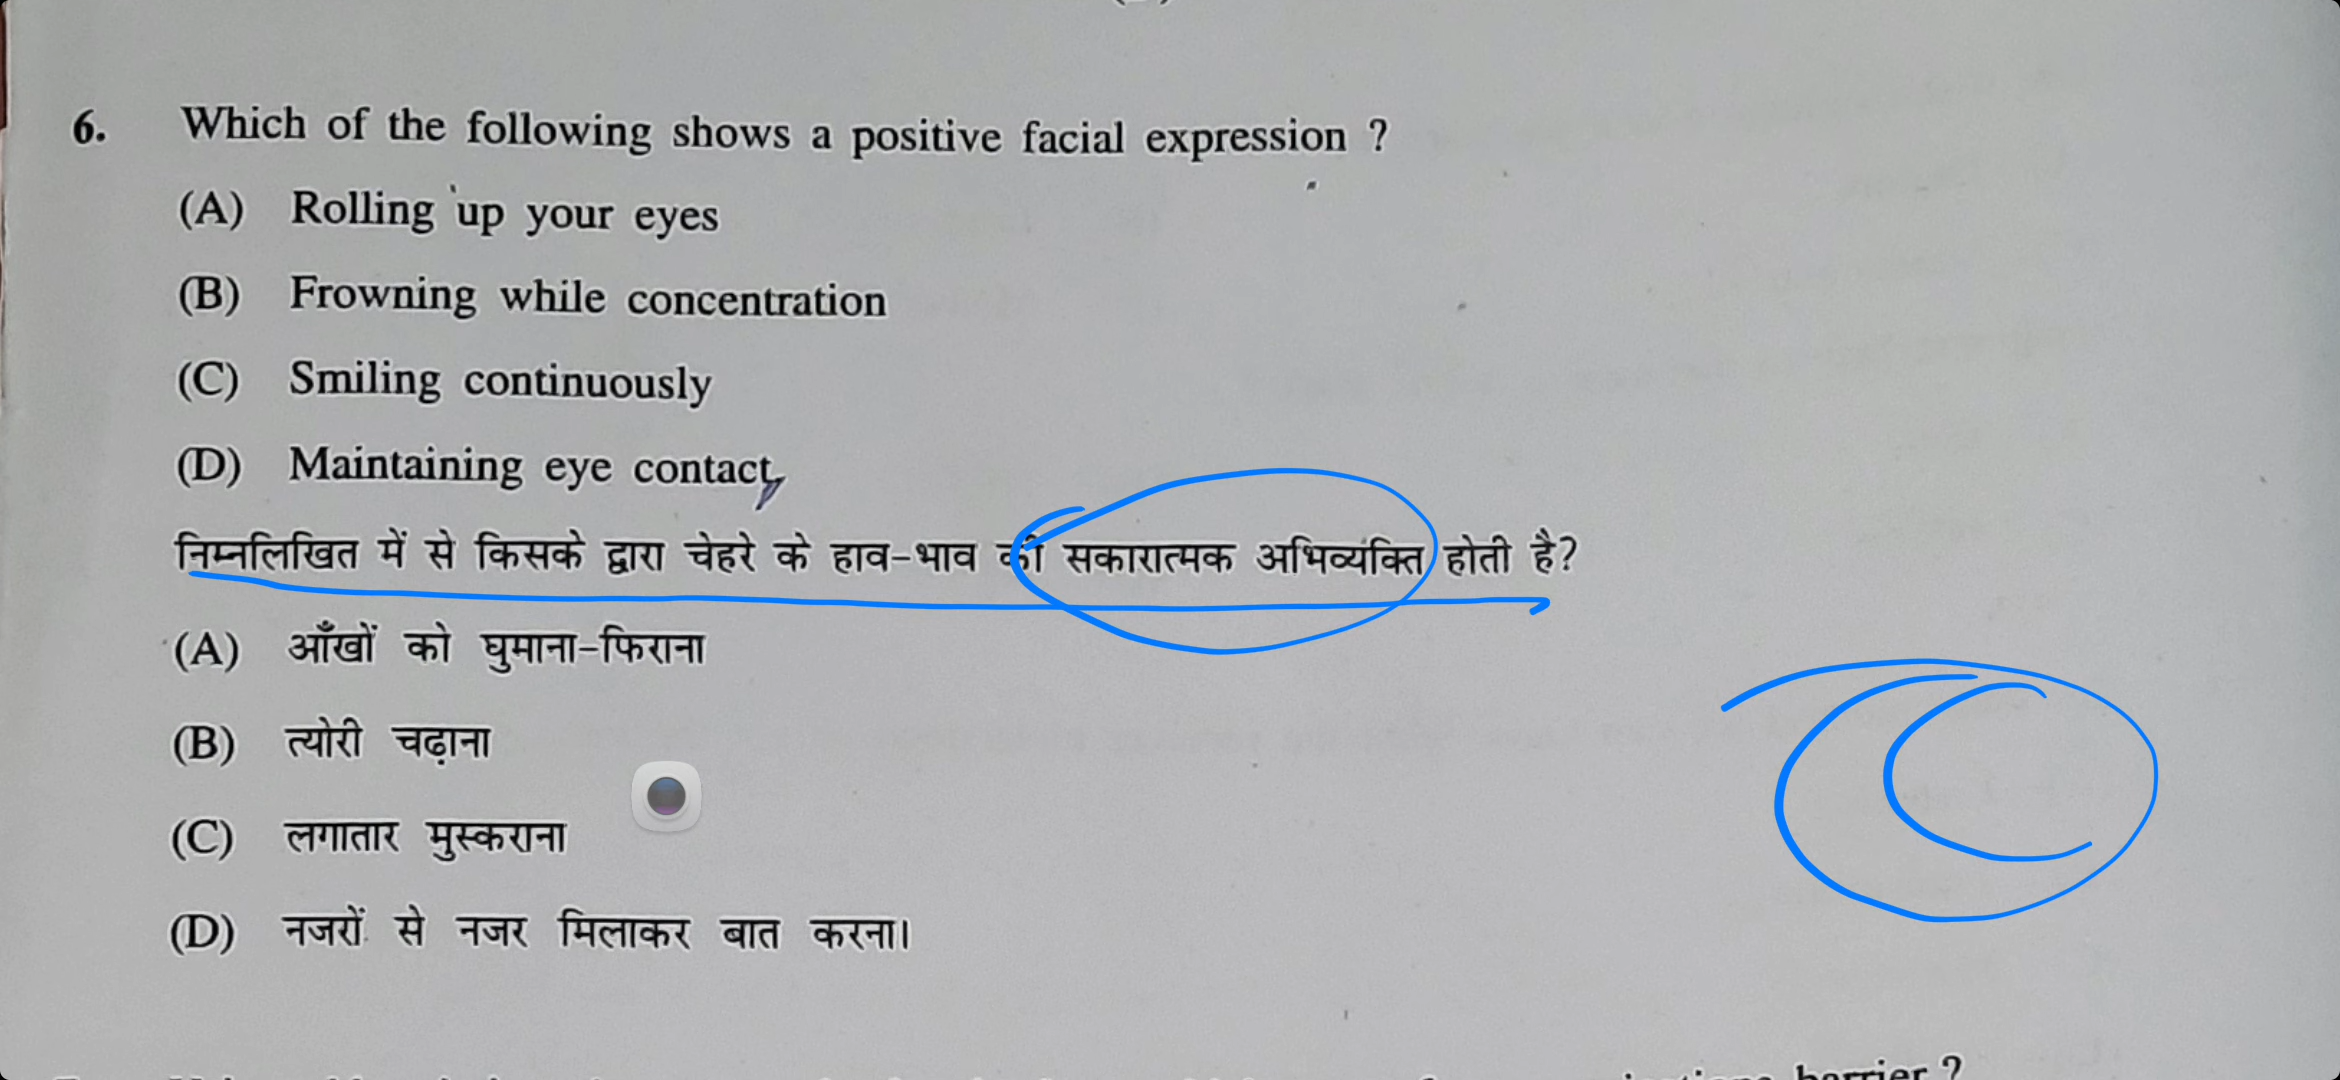 6. Which of the following shows a positive facial expression ?
(A) Rolling up your eyes
(B) Frowning while concentration
(C) Smiling continuously
(D) Maintaining eye contact
निम्नलिखित में से किसके द्वारा चेहरे के हाव-भाव की सकारात्मक अभिव्यक्ति होती है?
(A) आँखों को घुमाना-फिराना
(B) त्योरी चढ़ाना
(C) लगातार मुस्कराना
(D) नजरों से नजर मिलाकर बात करना।
barrier ?